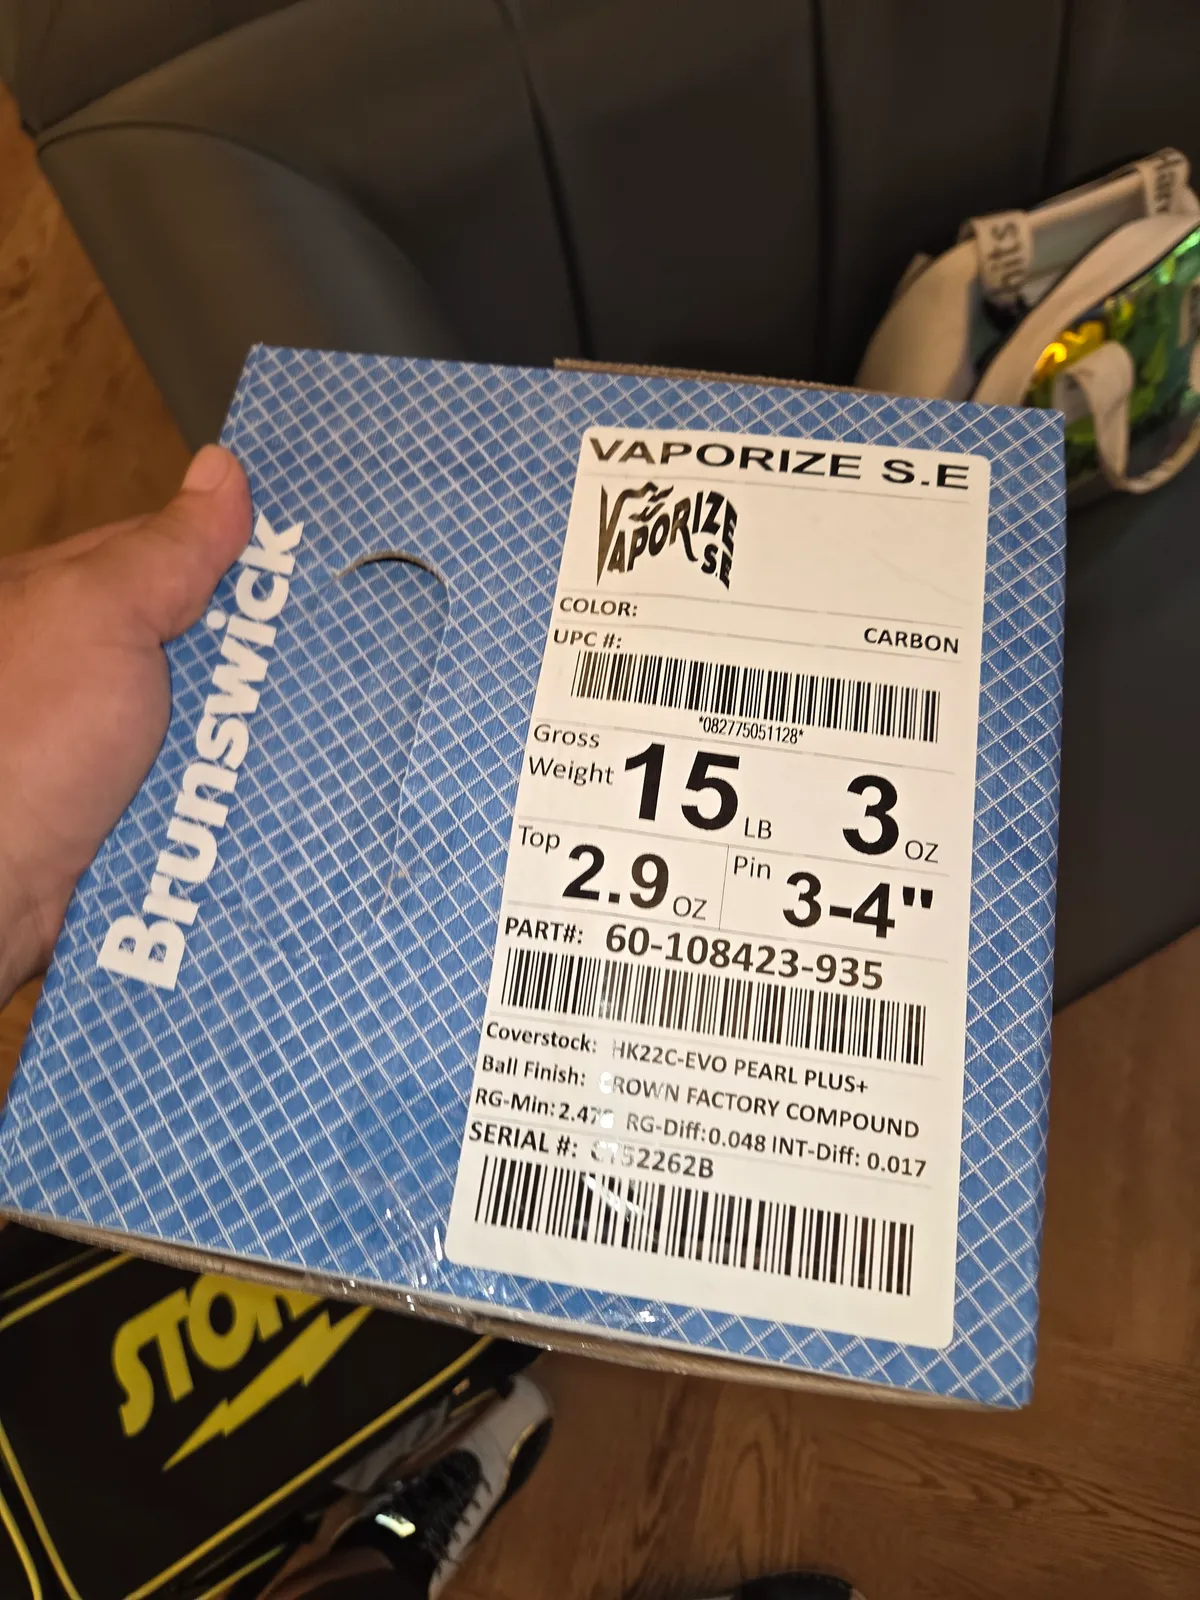 Brunswick
VAPORIZE S.E
VAPORIZE
S.E
COLOR: CARBON
UPC #:
*082775051128*
Gross
Weight 15 LB 3 OZ
Top 2.9 OZ Pin 3-4"
PART#: 60-108423-935
Coverstock: HK22C-EVO PEARL PLUS+
Ball Finish: CROWN FACTORY COMPOUND
RG-Min: RG-Diff:0.048 INT-Diff: 0.017
SERIAL #: